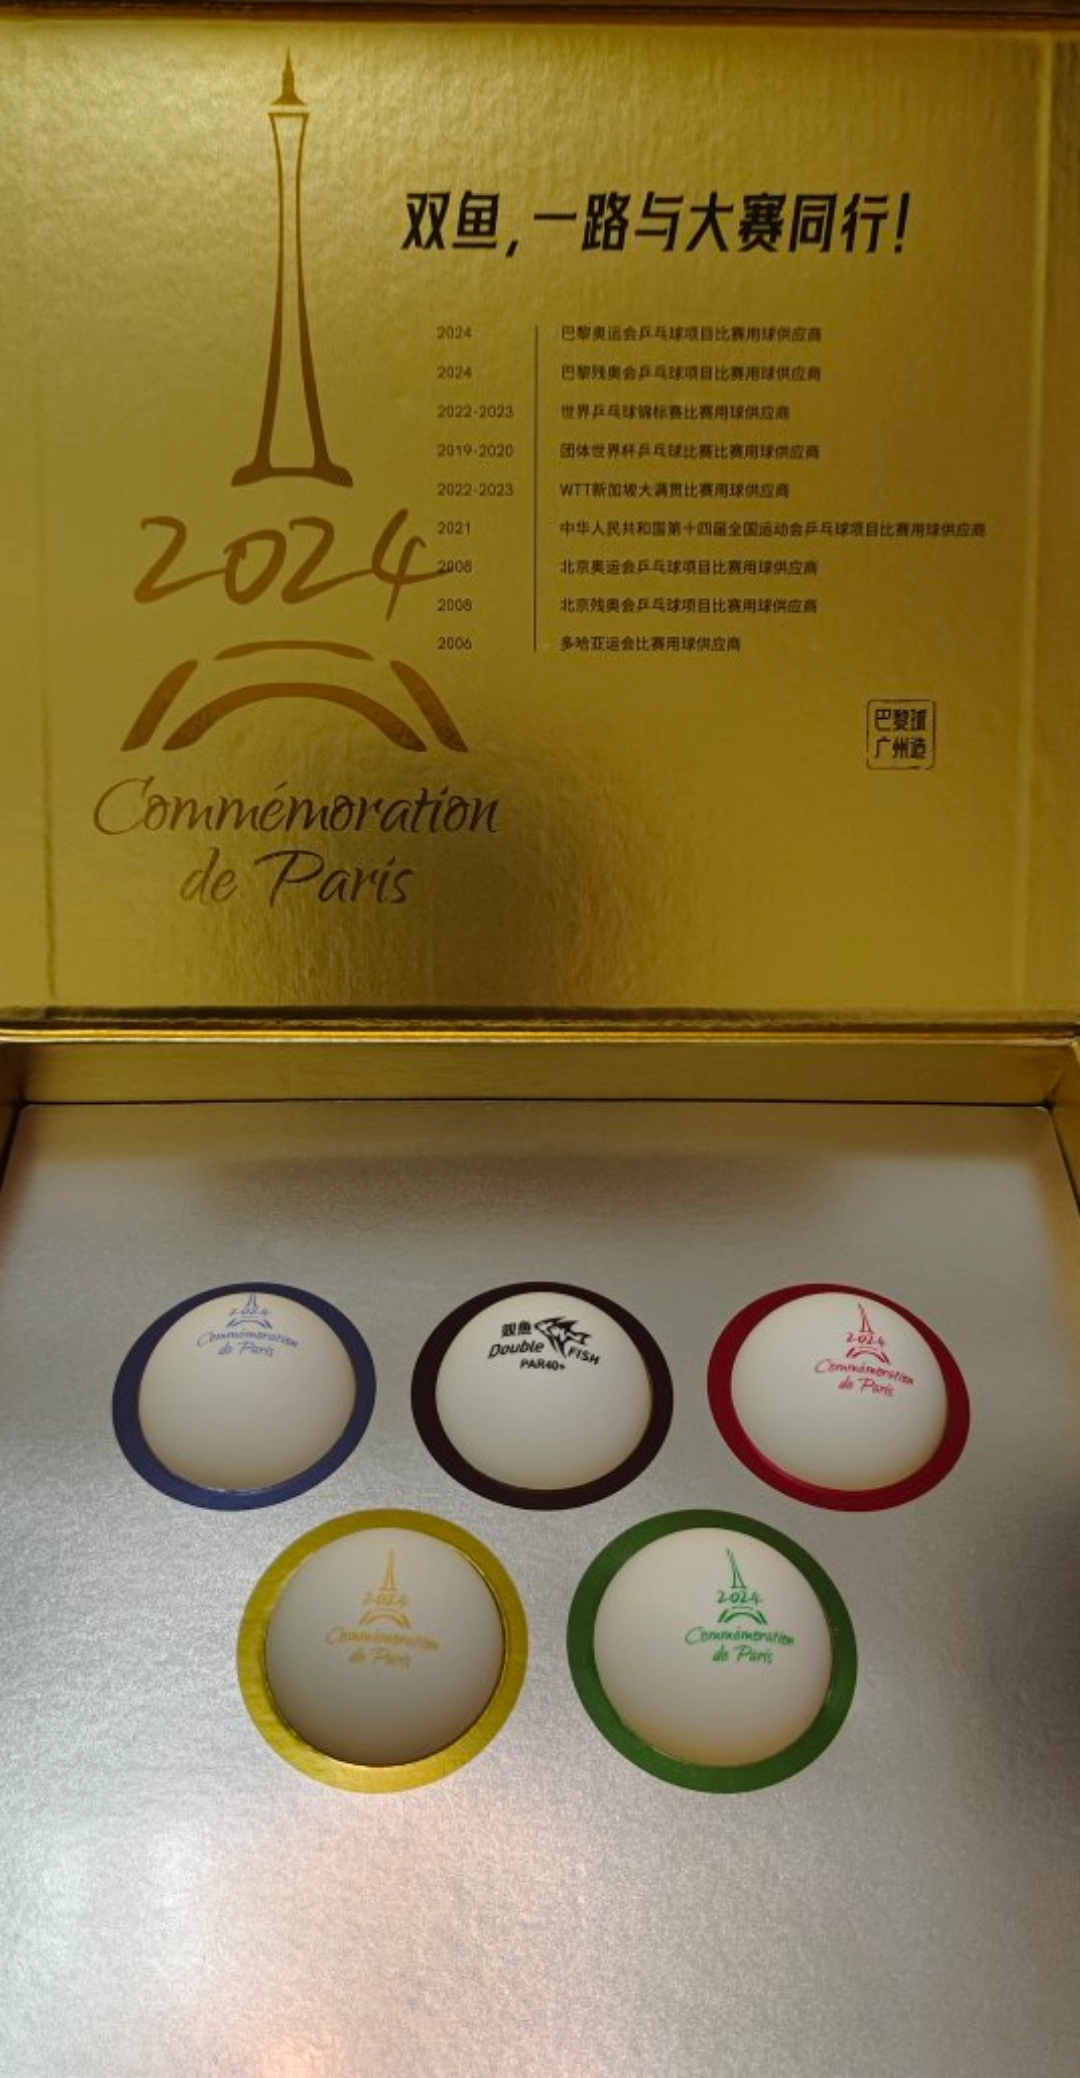 双鱼,一路与大赛同行!
2024 巴黎奥运会乒乓球项目比赛用球供应商
2024 巴黎残奥会乒乓球项目比赛用球供应商
2022-2023 世界乒乓球锦标赛比赛用球供应商
2019-2020 团体世界杯乒乓球比赛比赛用球供应商
2022-2023 WTT新加坡大满贯比赛用球供应商
2021 中华人民共和国第十四届全国运动会乒乓球项目比赛用球供应商
2008 北京奥运会乒乓球项目比赛用球供应商
2008 北京残奥会乒乓球项目比赛用球供应商
2006 多哈亚运会比赛用球供应商
2024
Commémoration
de Paris
巴黎球
广州造
2024
Commémoration
de Paris
双鱼
Double FISH
PAR40+
2024
Commémoration
de Paris
2024
Commémoration
de Paris
2024
Commémoration
de Paris